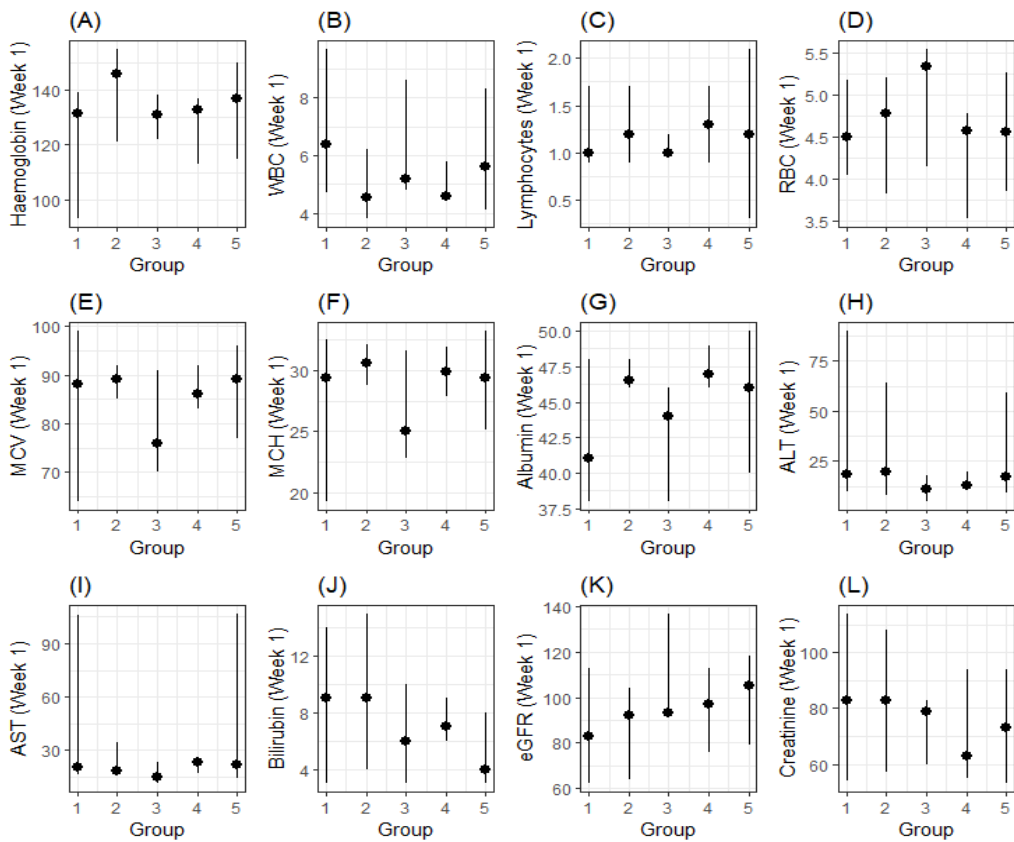 (A) (B) (C) (D)
Haemoglobin (Week 1)
140
120
100
1 2 3 4 5
Group
WBC (Week 1)
8
6
4
1 2 3 4 5
Group
Lymphocytes (Week 1)
2.0
1.5
1.0
0.5
1 2 3 4 5
Group
RBC (Week 1)
5.5
5.0
4.5
4.0
3.5
1 2 3 4 5
Group
(E) (F) (G) (H)
MCV (Week 1)
100
90
80
70
1 2 3 4 5
Group
MCH (Week 1)
30
25
20
1 2 3 4 5
Group
Albumin (Week 1)
50.0
47.5
45.0
42.5
40.0
37.5
1 2 3 4 5
Group
ALT (Week 1)
75
50
25
1 2 3 4 5
Group
(I) (J) (K) (L)
AST (Week 1)
90
60
30
1 2 3 4 5
Group
Bilirubin (Week 1)
12
8
4
1 2 3 4 5
Group
eGFR (Week 1)
140
120
100
80
60
1 2 3 4 5
Group
Creatinine (Week 1)
100
80
60
1 2 3 4 5
Group